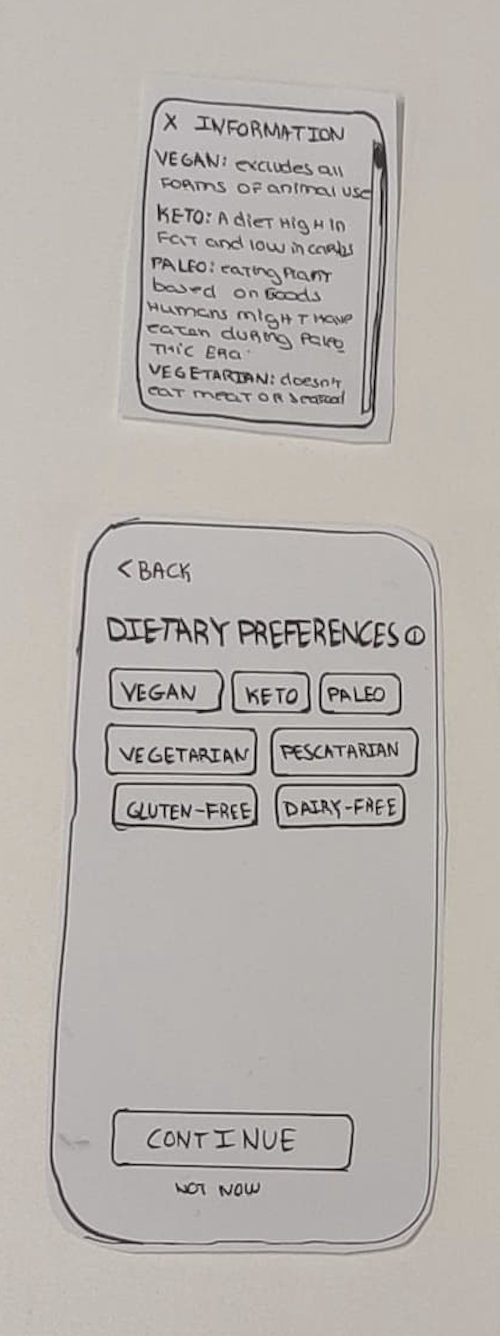 X INFORMATION
VEGAN: excludes all
FORMS OF animal use
KETO: A diet High In
Fat and low in carbs
PALEO: eating Plant
based on Foods
Humans might Have
eaten during Paleo
THIC ERA.
VEGETARIAN: doesn't
eat meat OR Seafood
< BACK
DIETARY PREFERENCES ⓘ
VEGAN KETO PALEO
VEGETARIAN PESCATARIAN
GLUTEN-FREE DAIRY-FREE
CONTINUE
NOT NOW